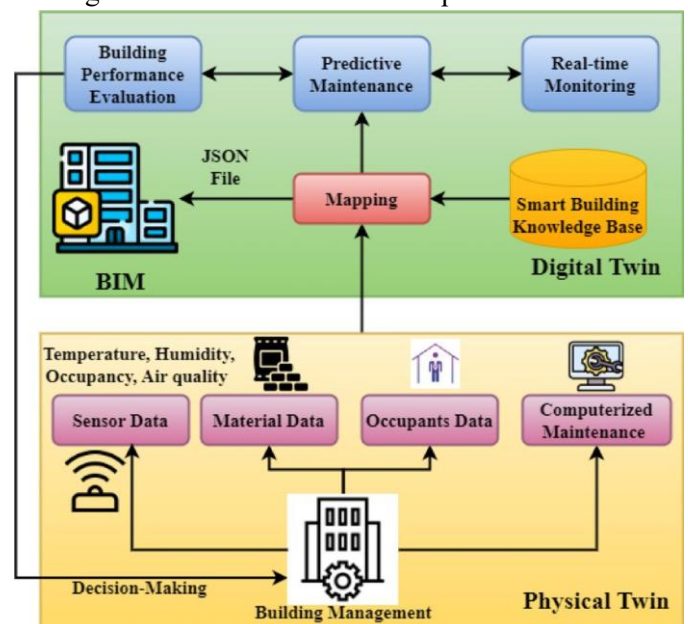 Building
Performance
Evaluation
Predictive
Maintenance
Real-time
Monitoring
JSON
File
Mapping
Smart Building
Knowledge Base
BIM
Digital Twin
Temperature, Humidity,
Occupancy, Air quality
Sensor Data
Material Data
Occupants Data
Computerized
Maintenance
Decision-Making
Building Management
Physical Twin